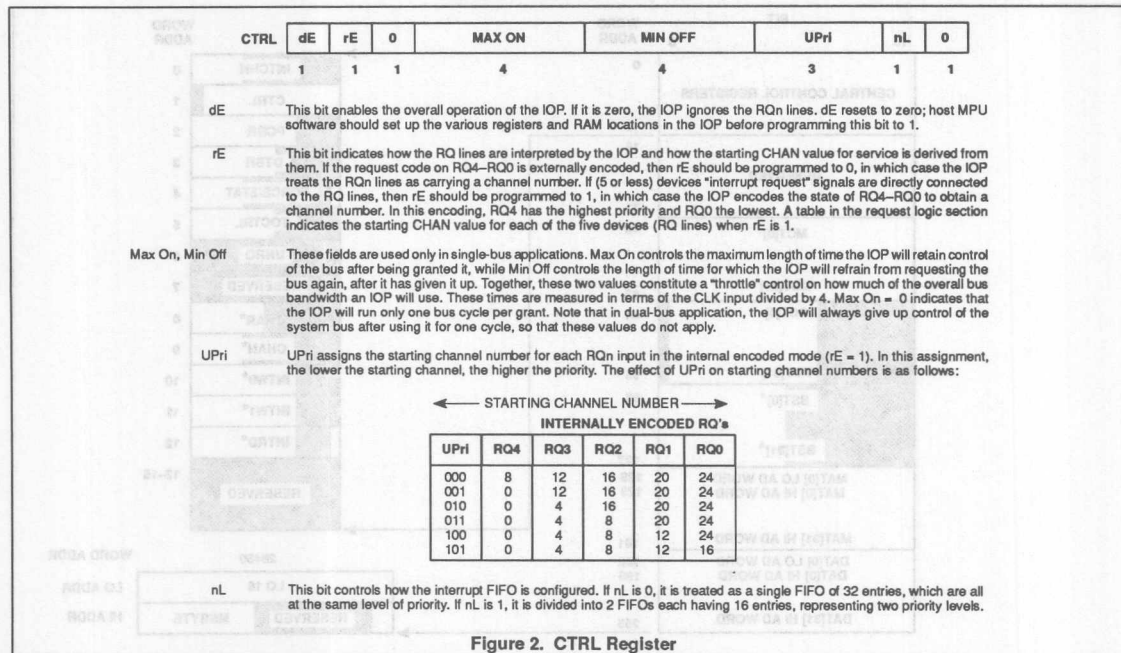 CTRL dE rE 0 MAX ON MIN OFF UPri nL 0
1 1 1 4 4 3 1 1
dE This bit enables the overall operation of the IOP. If it is zero, the IOP ignores the RQn lines. dE resets to zero; host MPU
software should set up the various registers and RAM locations in the IOP before programming this bit to 1.
rE This bit indicates how the RQ lines are interpreted by the IOP and how the starting CHAN value for service is derived from
them. If the request code on RQ4–RQ0 is externally encoded, then rE should be programmed to 0, in which case the IOP
treats the RQn lines as carrying a channel number. If (5 or less) devices "interrupt request" signals are directly connected
to the RQ lines, then rE should be programmed to 1, in which case the IOP encodes the state of RQ4–RQ0 to obtain a
channel number. In this encoding, RQ4 has the highest priority and RQ0 the lowest. A table in the request logic section
indicates the starting CHAN value for each of the five devices (RQ lines) when rE is 1.
Max On, Min Off These fields are used only in single-bus applications. Max On controls the maximum length of time the IOP will retain control
of the bus after being granted it, while Min Off controls the length of time for which the IOP will refrain from requesting the
bus again, after it has given it up. Together, these two values constitute a "throttle" control on how much of the overall bus
bandwidth an IOP will use. These times are measured in terms of the CLK input divided by 4. Max On = 0 indicates that
the IOP will run only one bus cycle per grant. Note that in dual-bus application, the IOP will always give up control of the
system bus after using it for one cycle, so that these values do not apply.
UPri UPri assigns the starting channel number for each RQn input in the internal encoded mode (rE = 1). In this assignment,
the lower the starting channel, the higher the priority. The effect of UPri on starting channel numbers is as follows:
STARTING CHANNEL NUMBER
INTERNALLY ENCODED RQ's
UPri RQ4 RQ3 RQ2 RQ1 RQ0
000 8 12 16 20 24
001 0 12 16 20 24
010 0 4 16 20 24
011 0 4 8 20 24
100 0 4 8 12 24
101 0 4 8 12 16
nL This bit controls how the interrupt FIFO is configured. If nL is 0, it is treated as a single FIFO of 32 entries, which are all
at the same level of priority. If nL is 1, it is divided into 2 FIFOs each having 16 entries, representing two priority levels.
Figure 2. CTRL Register